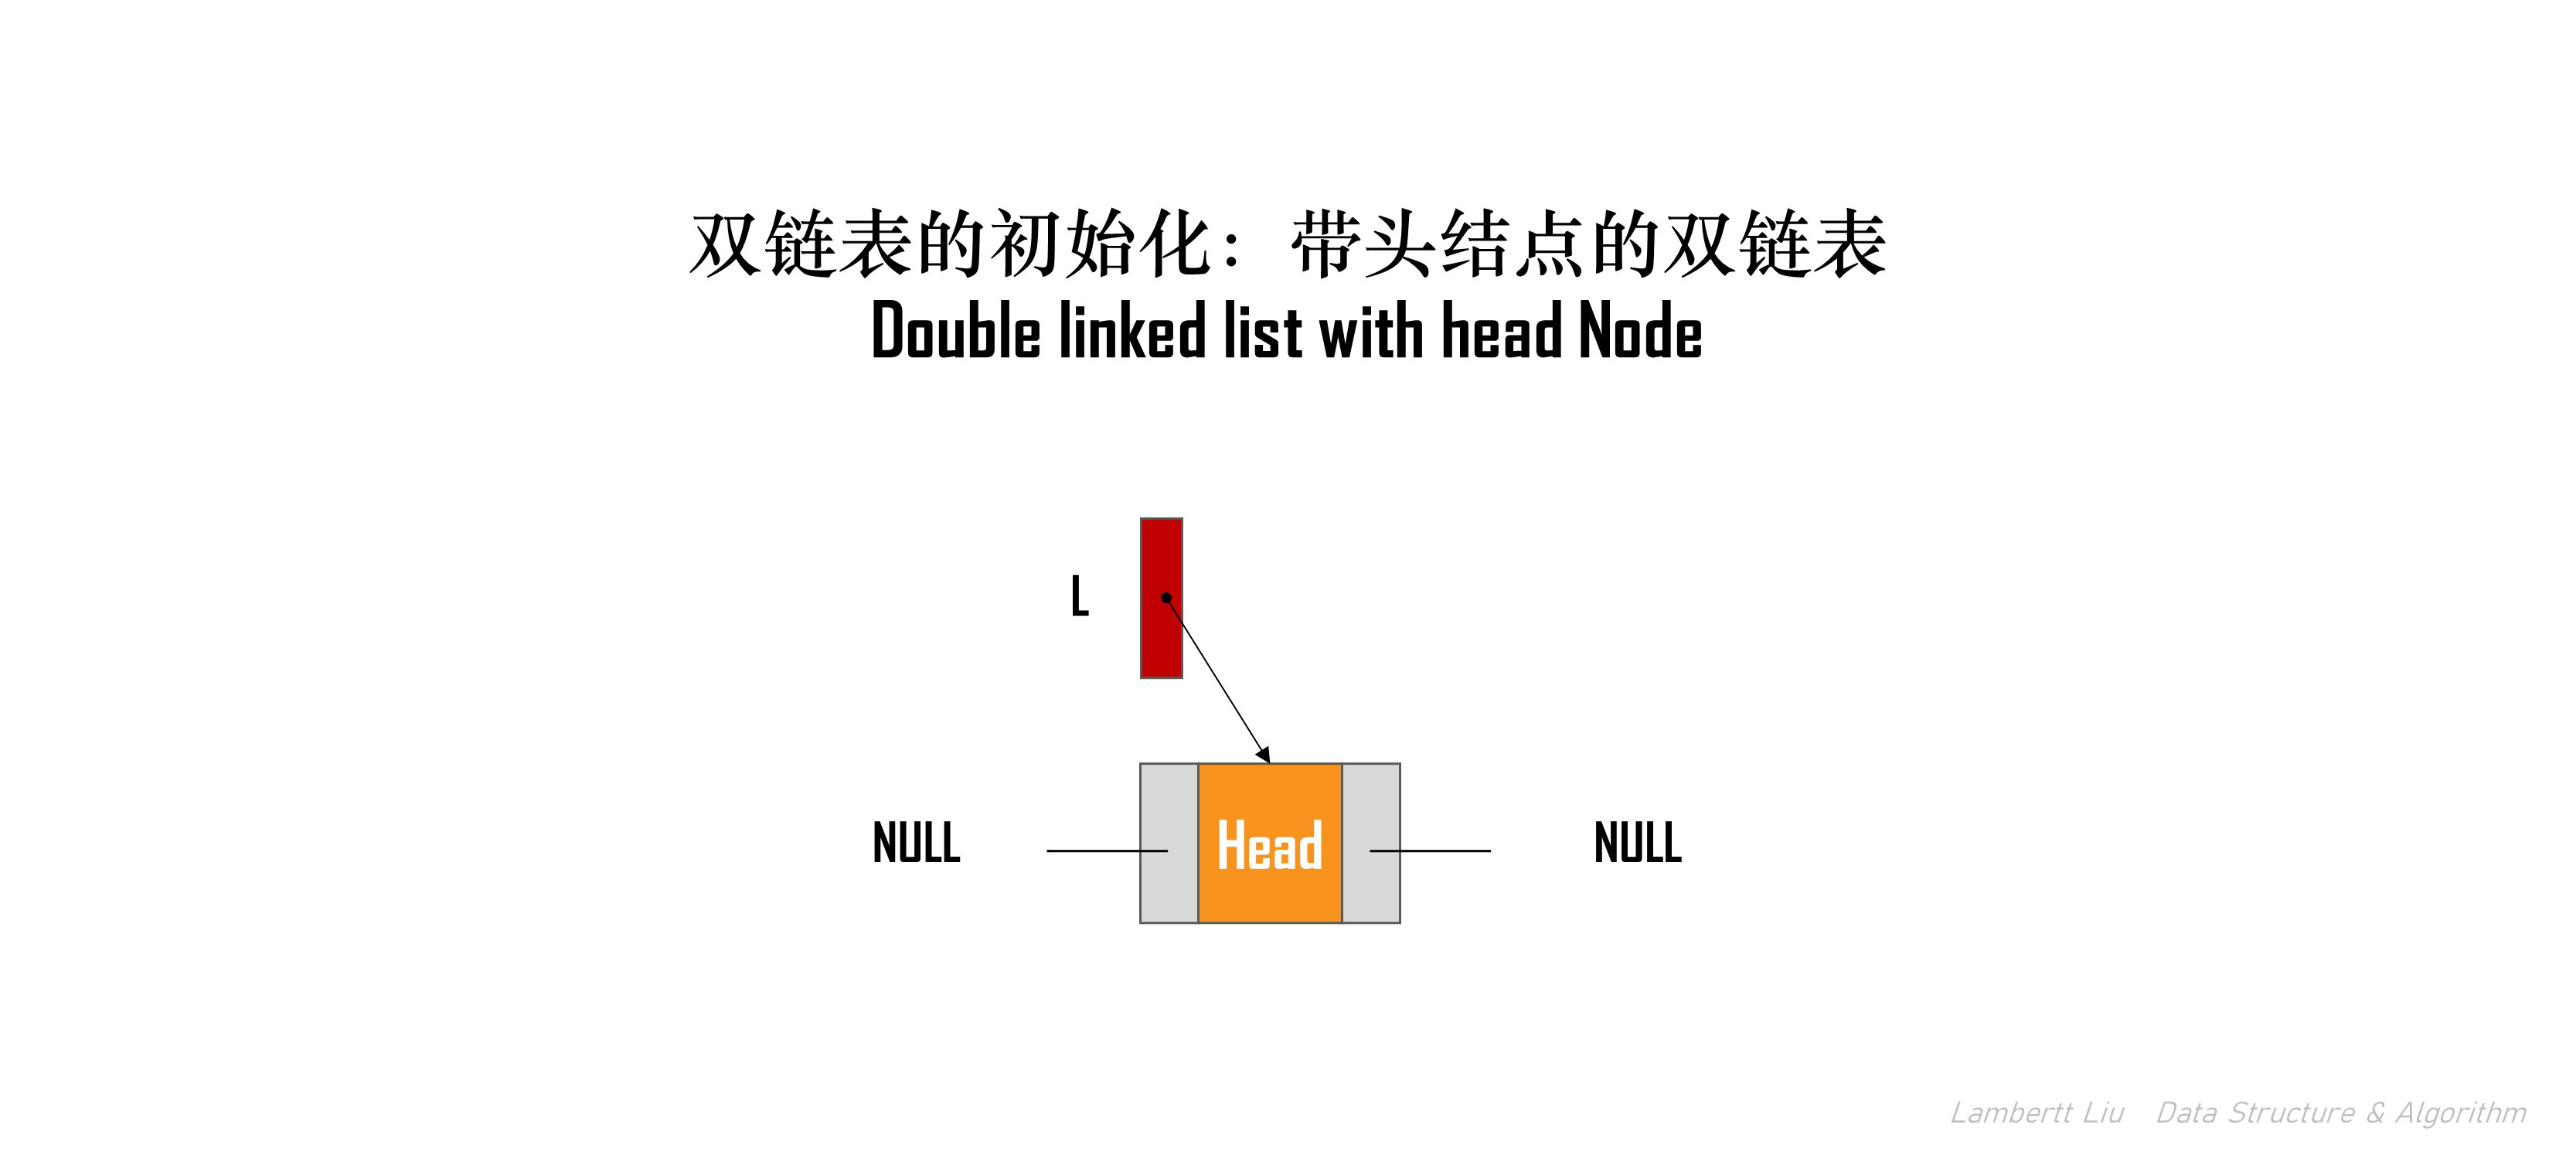 双链表的初始化：带头结点的双链表
Double linked list with head Node
L
NULL
Head
NULL
Lambertt Liu Data Structure & Algorithm